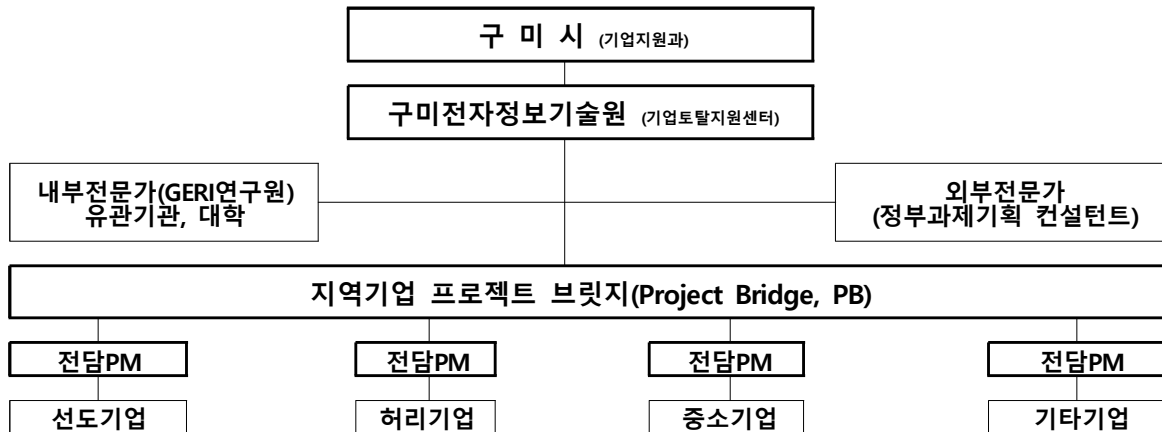 구 미 시 (기업지원과)
구미전자정보기술원 (기업토탈지원센터)
내부전문가(GERI연구원)
유관기관, 대학
외부전문가
(정부과제기획 컨설턴트)
지역기업 프로젝트 브릿지(Project Bridge, PB)
전담PM 전담PM 전담PM 전담PM
선도기업 허리기업 중소기업 기타기업